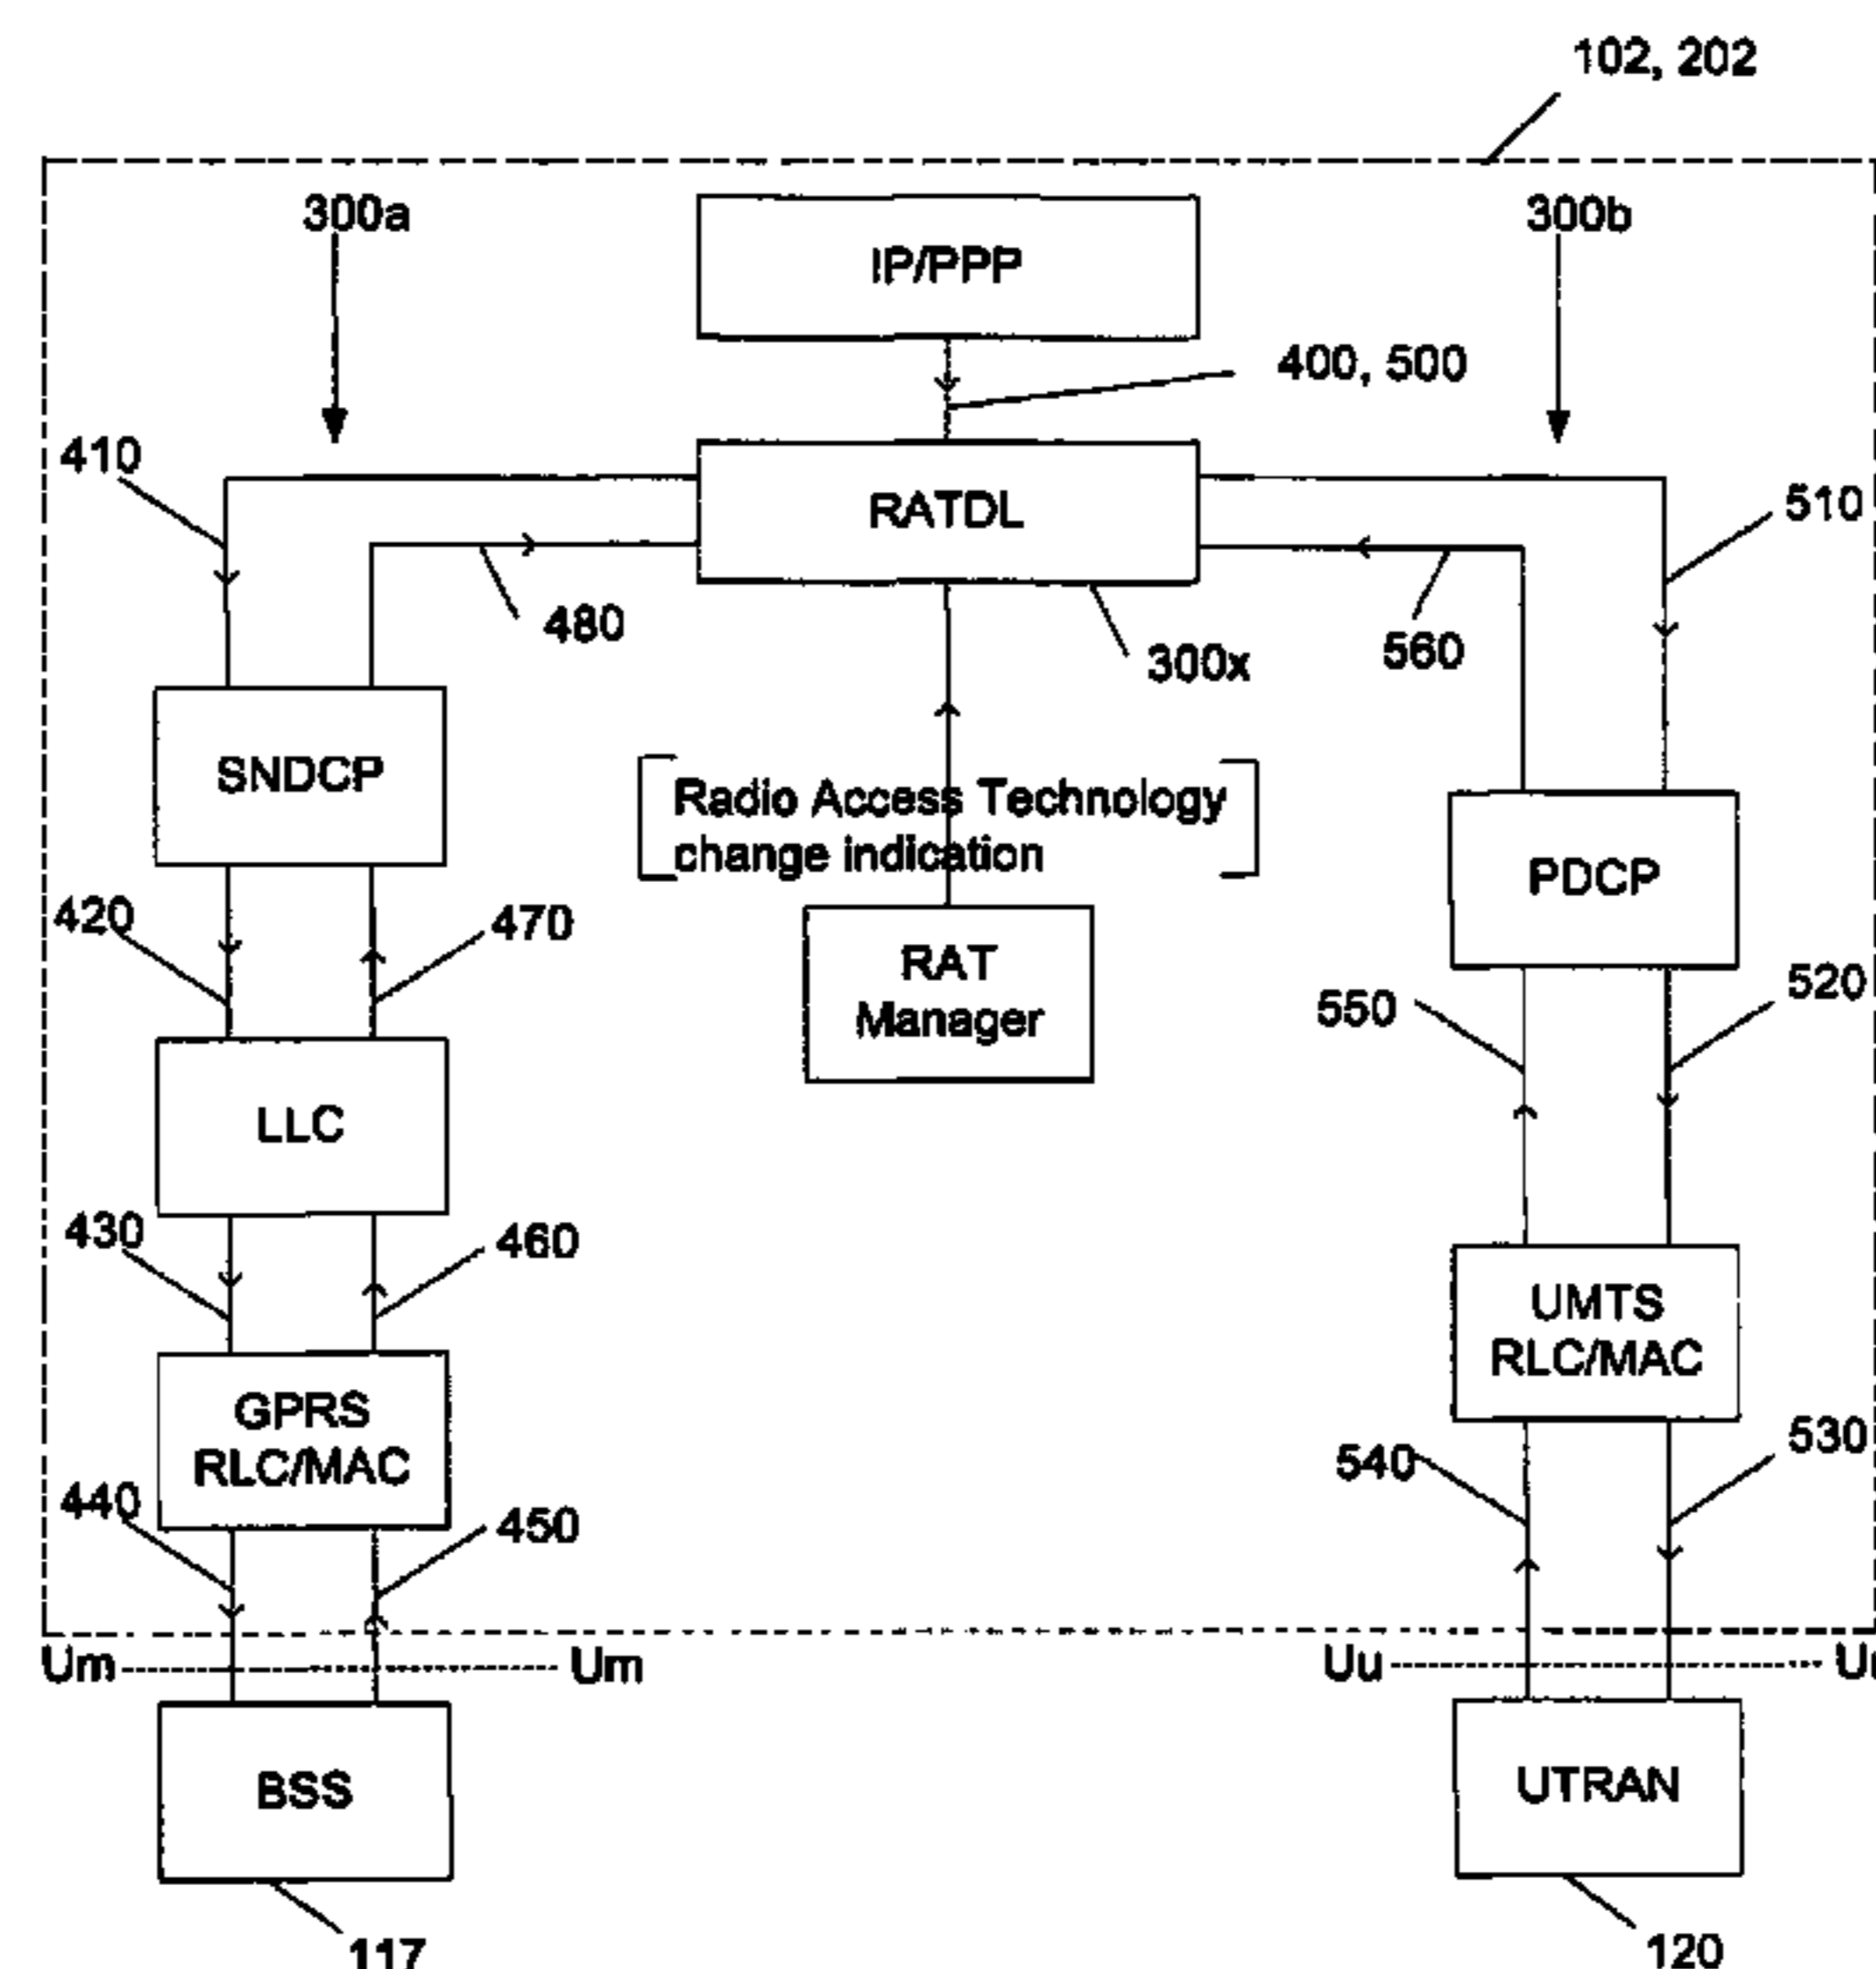 102, 202
300a
300b
IP/PPP
400, 500
410
RATDL
510
480
300x
560
SNDCP
Radio Access Technology
change indication
PDCP
420
470
RAT
Manager
550
520
LLC
430
460
UMTS
RLC/MAC
GPRS
RLC/MAC
440
450
540
530
Um
Um
Uu
BSS
UTRAN
117
120